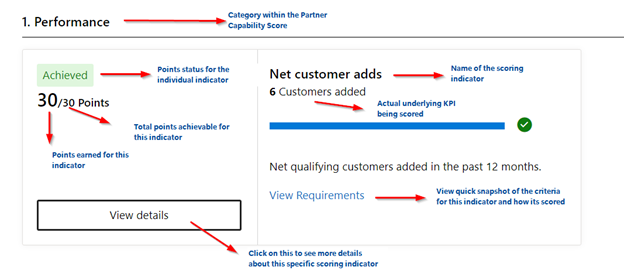 1. Performance
Category within the Partner
Capability Score
Achieved
Points status for the
individual indicator
30/30 Points
Total points achievable for
this indicator
Points earned for this
indicator
View details
Click on this to see more details
about this specific scoring indicator
Net customer adds
Name of the scoring
indicator
6 Customers added
Actual underlying KPI
being scored
Net qualifying customers added in the past 12 months.
View Requirements
View quick snapshot of the criteria
for this indicator and how its scored